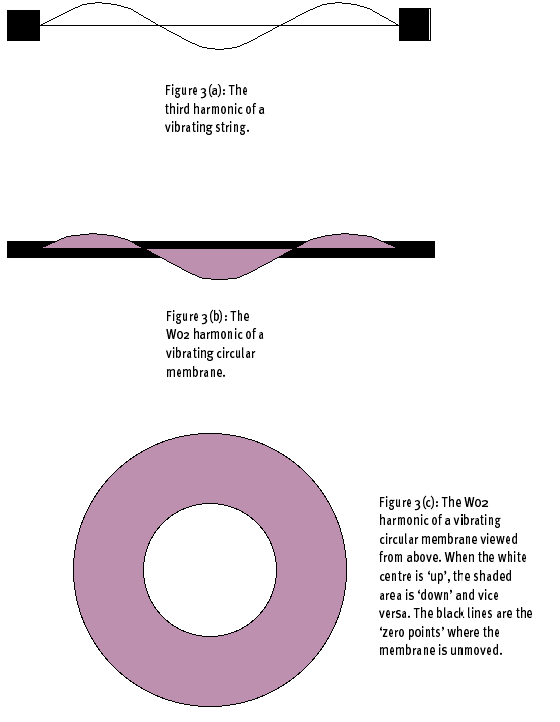 Figure 3(a): The
third harmonic of a
vibrating string.
Figure 3(b): The
W02 harmonic of a
vibrating circular
membrane.
Figure 3(c): The W02
harmonic of a vibrating
circular membrane viewed
from above. When the white
centre is ‘up’, the shaded
area is ‘down’ and vice
versa. The black lines are the
‘zero points’ where the
membrane is unmoved.